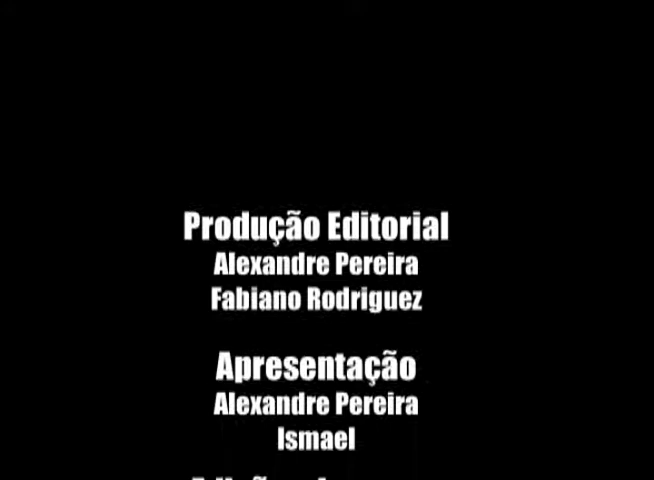 Produção Editorial
Alexandre Pereira
Fabiano Rodriguez
Apresentação
Alexandre Pereira
Ismael